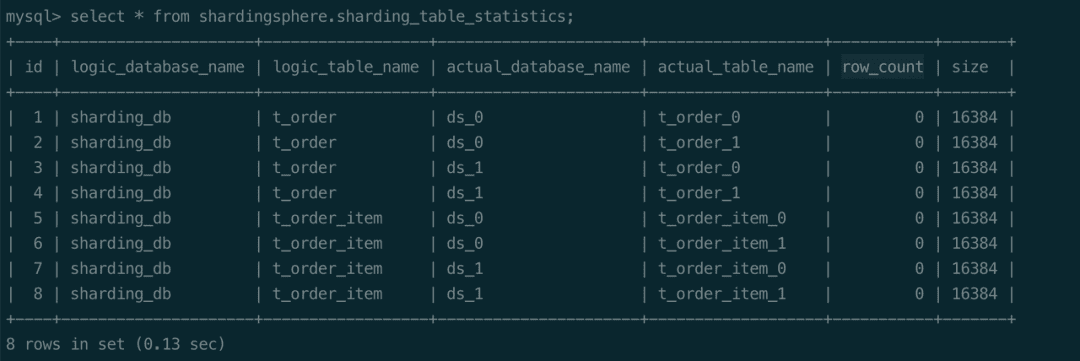 mysql> select * from shardingsphere.sharding_table_statistics;
+----+---------------------+------------------+----------------------+-------------------+-----------+-------+
| id | logic_database_name | logic_table_name | actual_database_name | actual_table_name | row_count | size |
+----+---------------------+------------------+----------------------+-------------------+-----------+-------+
| 1 | sharding_db | t_order | ds_0 | t_order_0 | 0 | 16384 |
| 2 | sharding_db | t_order | ds_0 | t_order_1 | 0 | 16384 |
| 3 | sharding_db | t_order | ds_1 | t_order_0 | 0 | 16384 |
| 4 | sharding_db | t_order | ds_1 | t_order_1 | 0 | 16384 |
| 5 | sharding_db | t_order_item | ds_0 | t_order_item_0 | 0 | 16384 |
| 6 | sharding_db | t_order_item | ds_0 | t_order_item_1 | 0 | 16384 |
| 7 | sharding_db | t_order_item | ds_1 | t_order_item_0 | 0 | 16384 |
| 8 | sharding_db | t_order_item | ds_1 | t_order_item_1 | 0 | 16384 |
+----+---------------------+------------------+----------------------+-------------------+-----------+-------+
8 rows in set (0.13 sec)